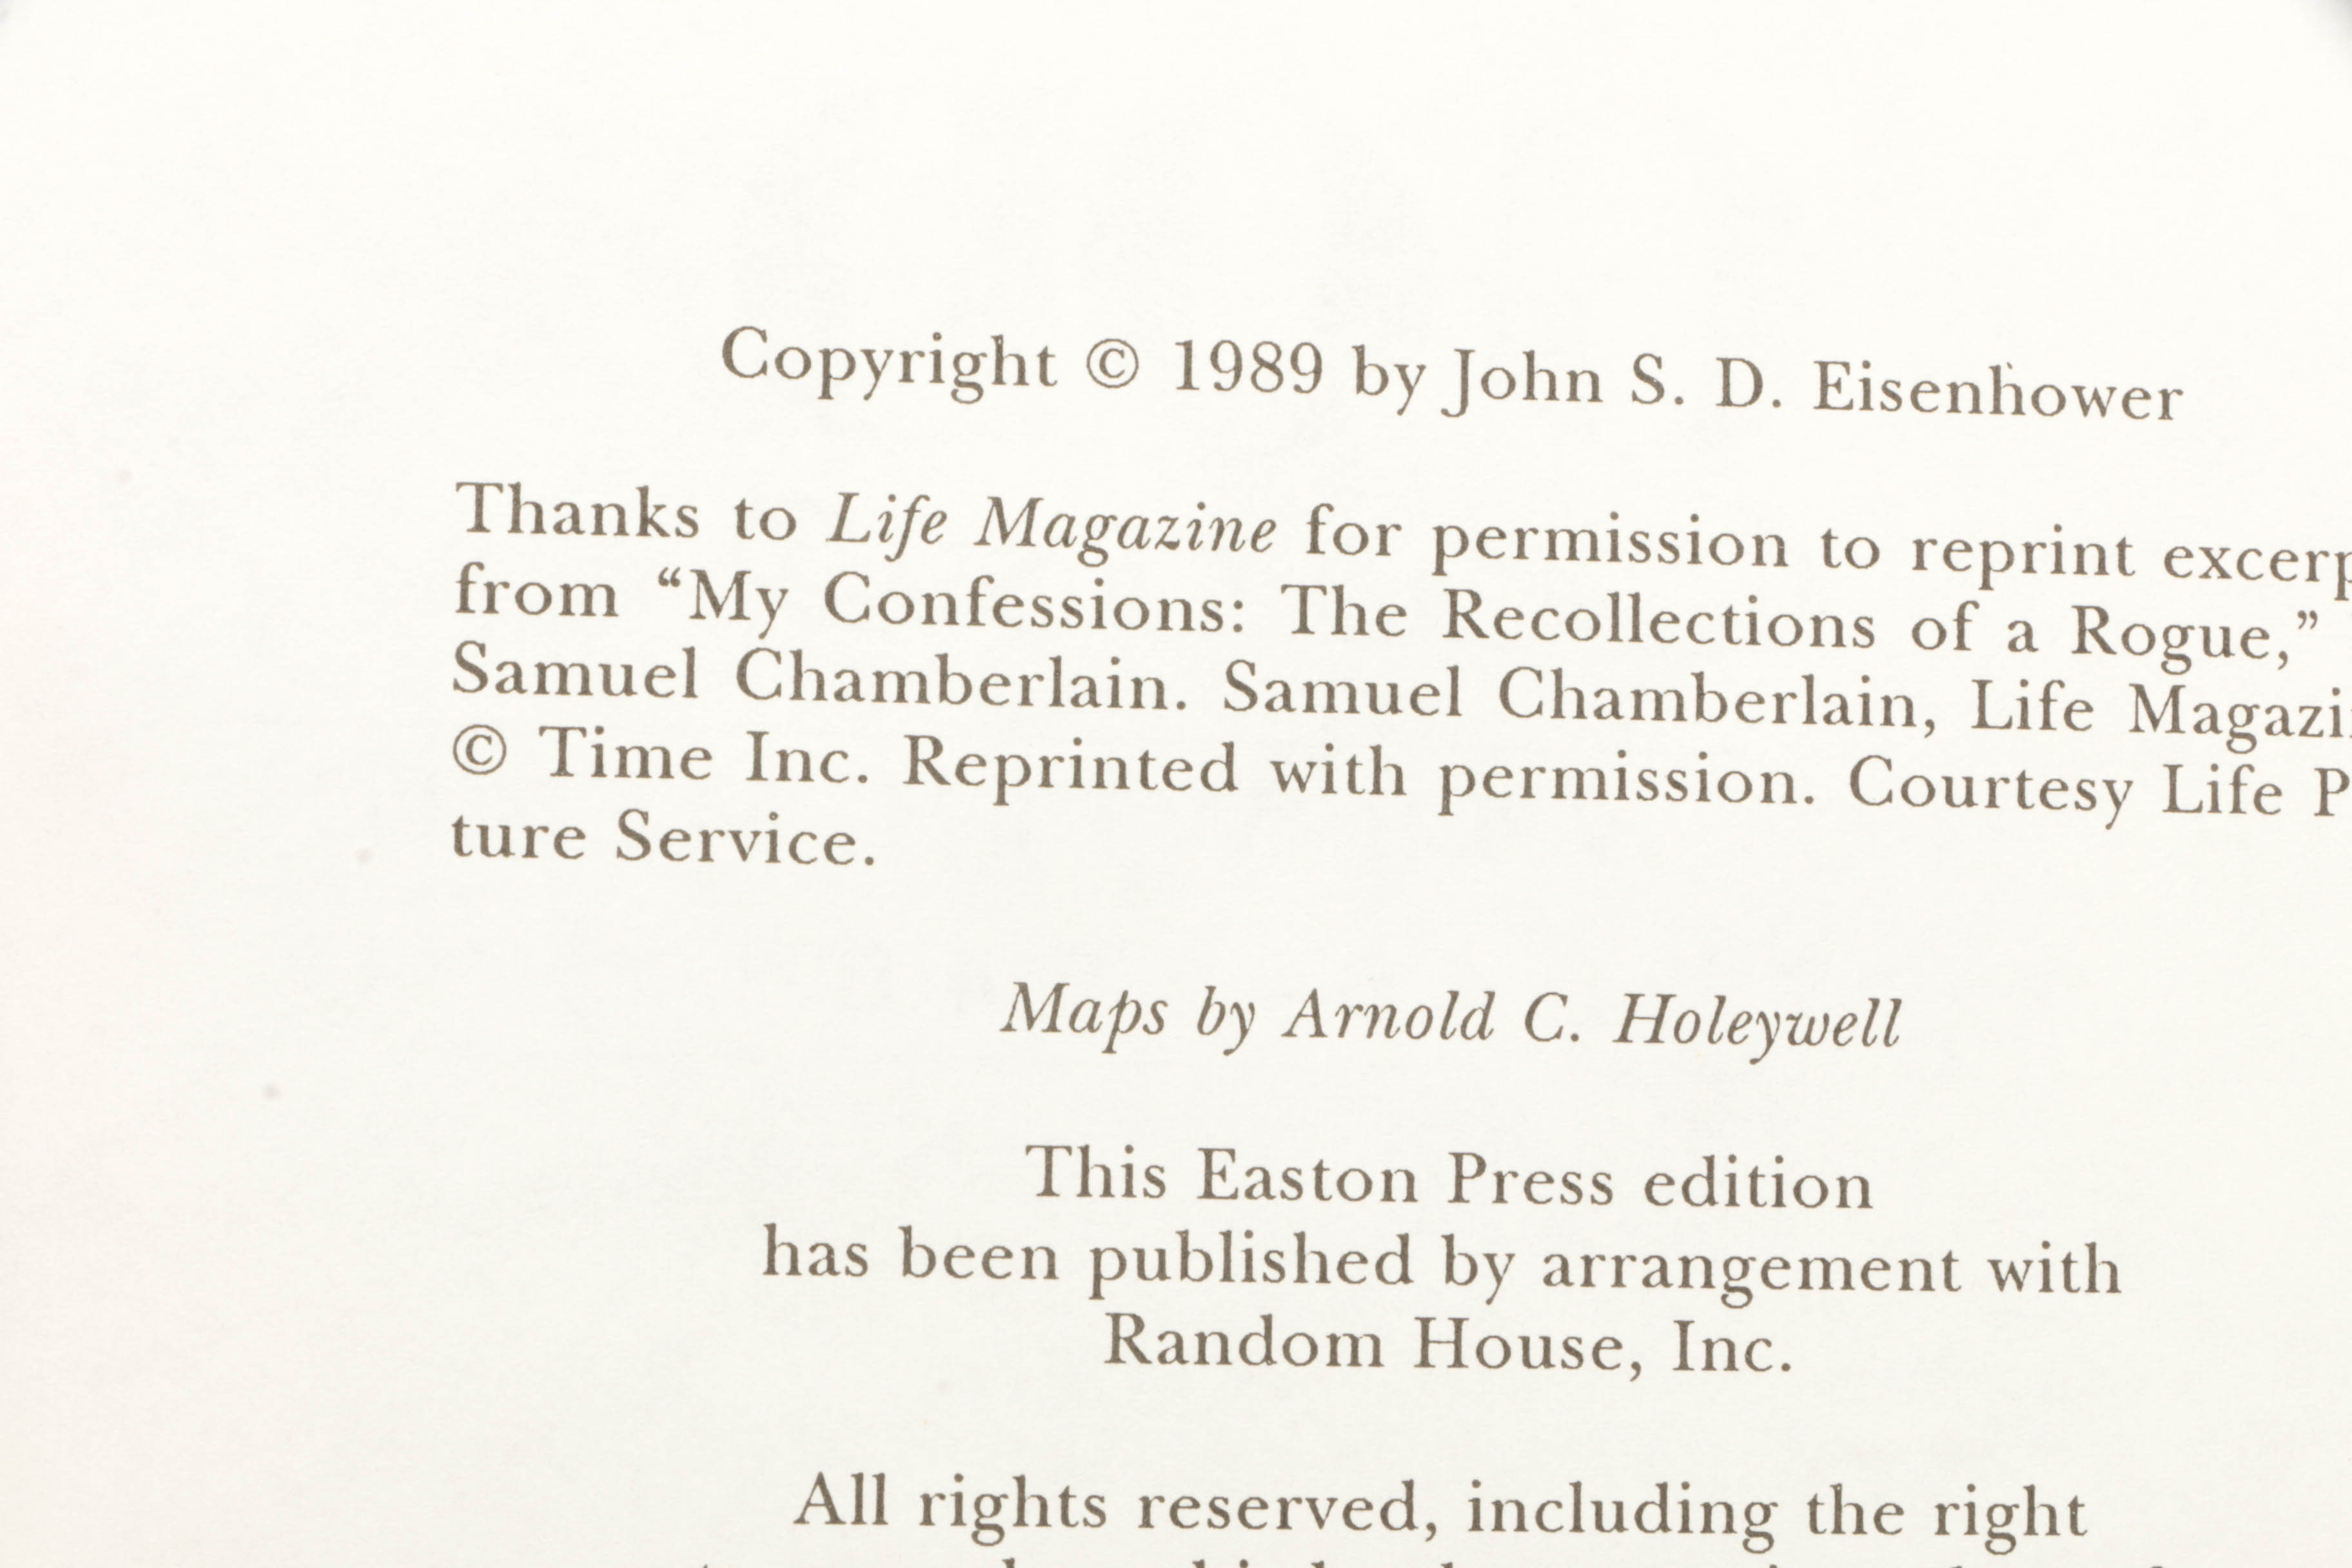 Copyright © 1989 by John S. D. Eisenhower
Thanks to Life Magazine for permission to reprint excerp
from “My Confessions: The Recollections of a Rogue,”
Samuel Chamberlain. Samuel Chamberlain, Life Magazi
© Time Inc. Reprinted with permission. Courtesy Life P
ture Service.
Maps by Arnold C. Holeywell
This Easton Press edition
has been published by arrangement with
Random House, Inc.
All rights reserved, including the right